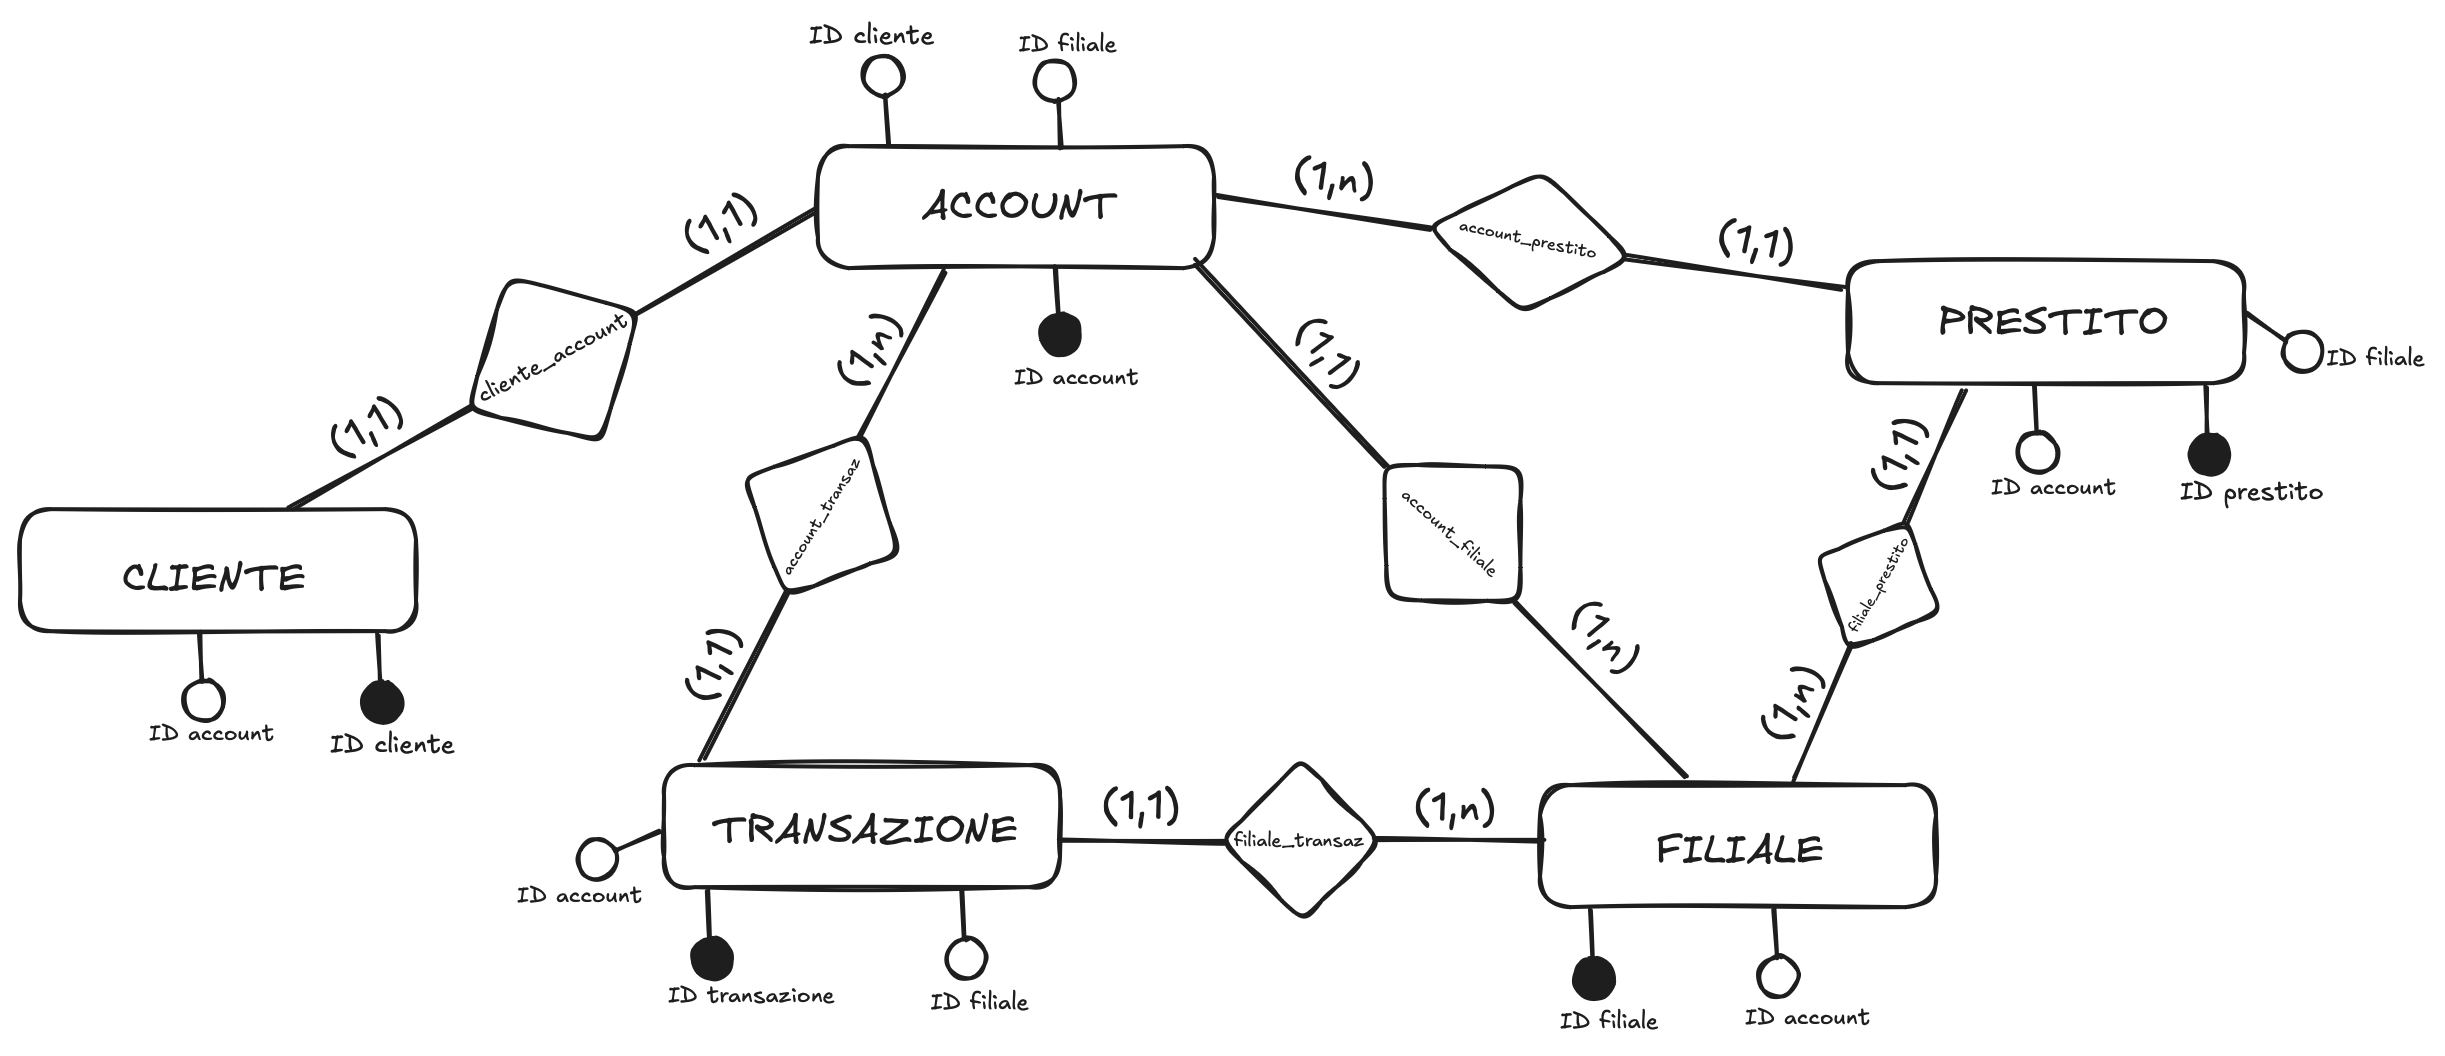 ID cliente
ID filiale
ACCOUNT
(1,n)
account_prestito
(1,1)
PRESTITO
ID filiale
ID account
ID prestito
(1,1)
cliente_account
(1,1)
CLIENTE
ID account
ID cliente
ID account
(1,n)
account_transaz
(1,1)
(1,1)
account_filiale
(1,n)
(1,1)
filiale_prestito
(1,n)
TRANSAZIONE
ID account
ID transazione
ID filiale
(1,1)
filiale_transaz
(1,n)
FILIALE
ID filiale
ID account